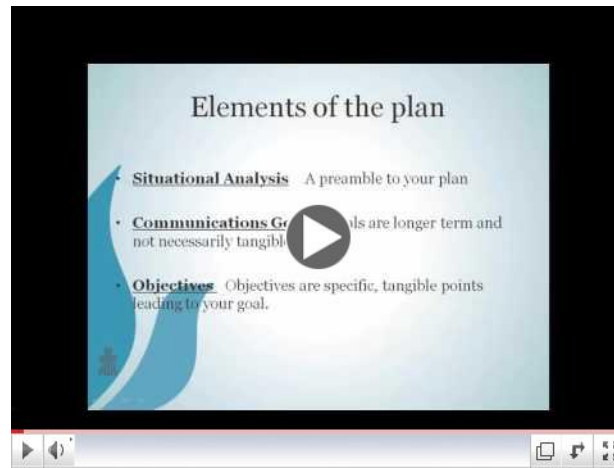 Elements of the plan
• Situational Analysis A preamble to your plan
• Communications are longer term and
not necessarily
• Objectives Objectives are specific, tangible points
leading to your goal.